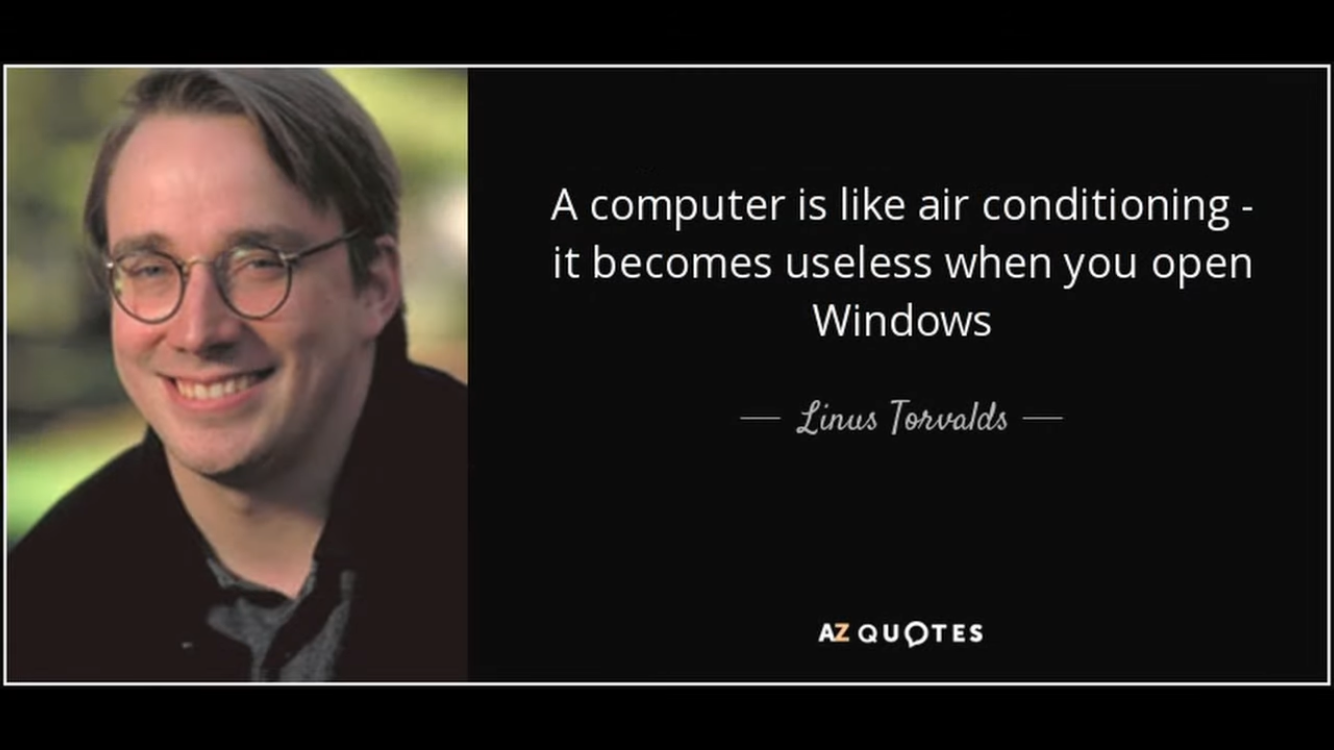 A computer is like air conditioning -
it becomes useless when you open
Windows
— Linus Torvalds —
AZ QUOTES